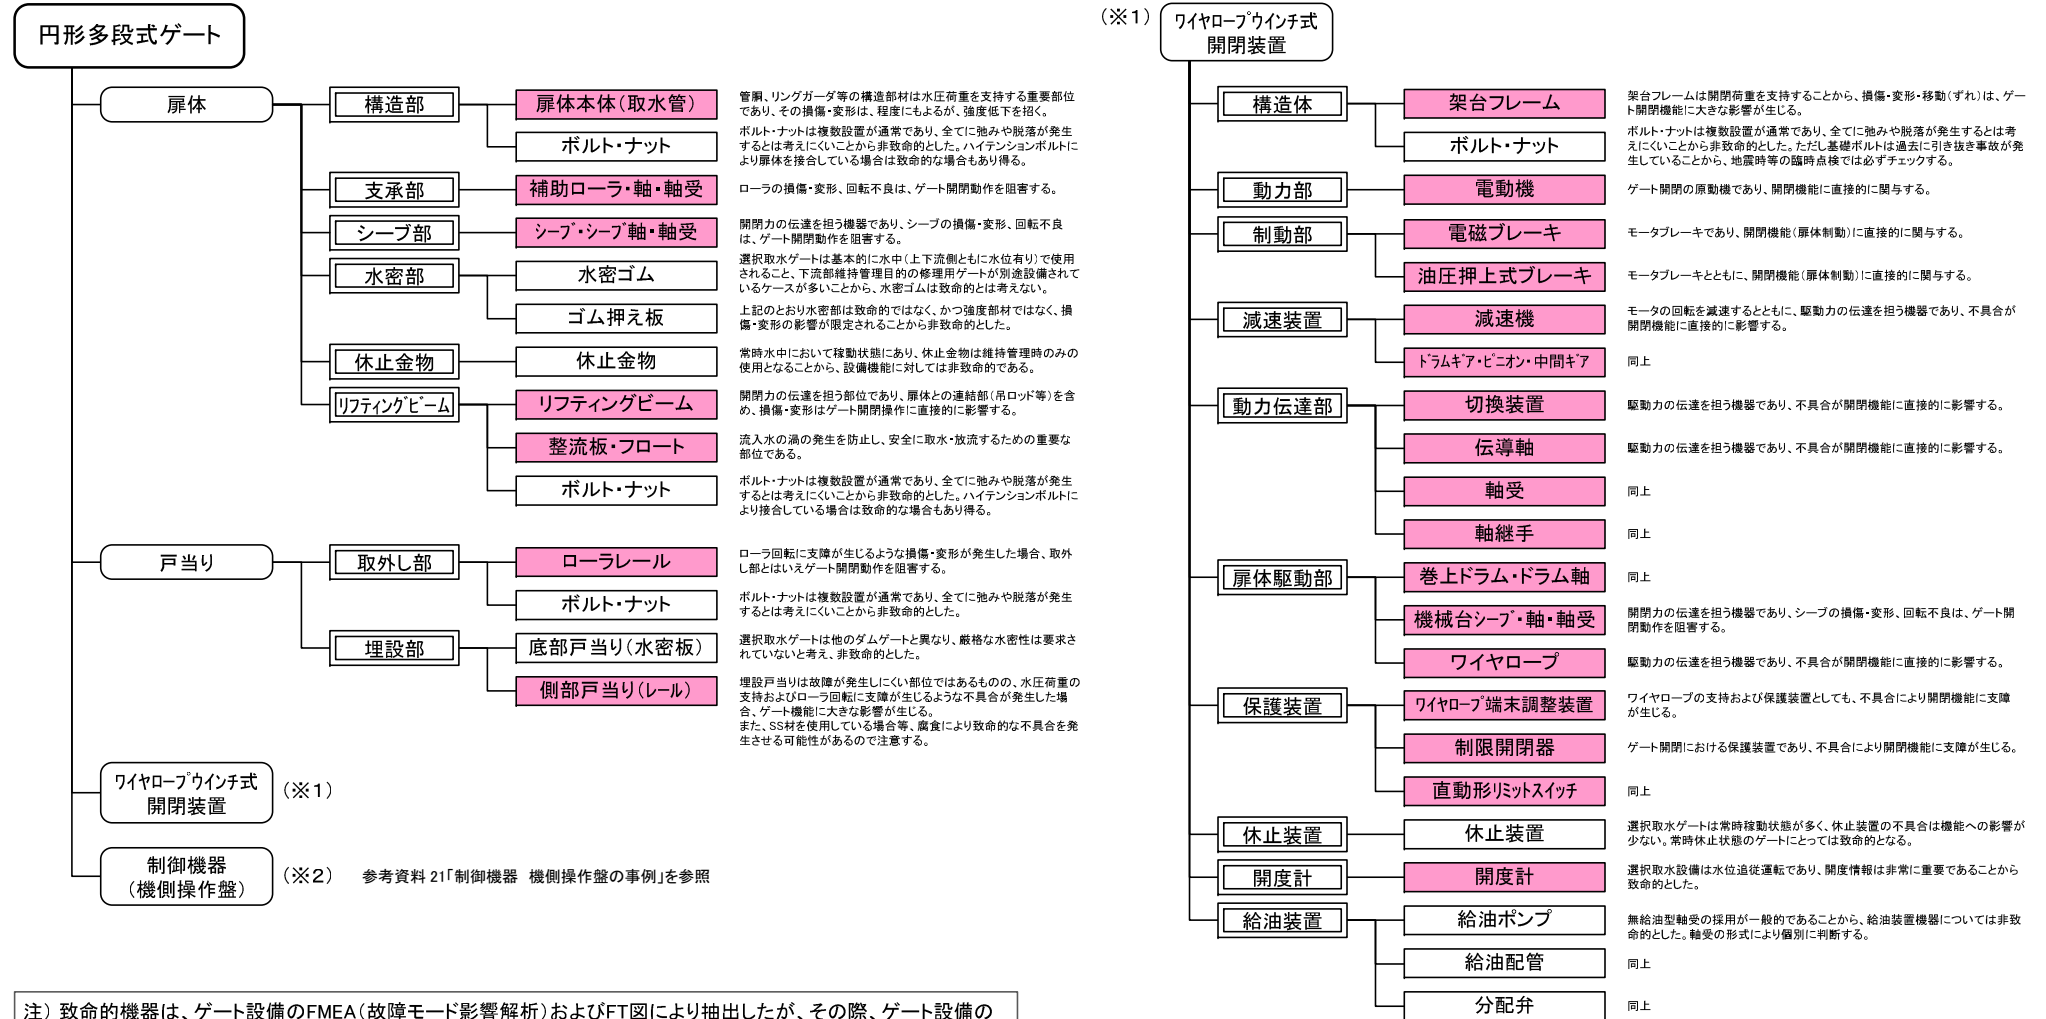 円形多段式ゲート
扉体
構造部
扉体本体(取水管)
管胴、リングガーダ等の構造部材は水圧荷重を支持する重要部位
であり、その損傷・変形は、程度にもよるが、強度低下を招く。
ボルト・ナット
ボルト・ナットは複数設置が通常であり、全てに弛みや脱落が発生
するとは考えにくいことから非致命的とした。ハイテンションボルトに
より扉体を接合している場合は致命的な場合もあり得る。
支承部
補助ローラ・軸・軸受
ローラの損傷・変形、回転不良は、ゲート開閉動作を阻害する。
シーブ部
シーブ・シーブ軸・軸受
開閉力の伝達を担う機器であり、シーブの損傷・変形、回転不良
は、ゲート開閉動作を阻害する。
水密部
水密ゴム
選択取水ゲートは基本的に水中(上下流側ともに水位有り)で使用
されること、下流部維持管理目的の修理用ゲートが別途設備されて
いるケースが多いことから、水密ゴムは致命的とは考えない。
ゴム押え板
上記のとおり水密部は致命的ではなく、かつ強度部材ではなく、損
傷・変形の影響が限定されることから非致命的とした。
休止金物
休止金物
常時水中において稼動状態にあり、休止金物は維持管理時のみの
使用となることから、設備機能に対しては非致命的である。
リフティングビーム
リフティングビーム
開閉力の伝達を担う部位であり、扉体との連結部(吊ロッド等)を含
め、損傷・変形はゲート開閉操作に直接的に影響する。
整流板・フロート
流入水の渦の発生を防止し、安全に取水・放流するための重要な
部位である。
ボルト・ナット
ボルト・ナットは複数設置が通常であり、全てに弛みや脱落が発生
するとは考えにくいことから非致命的とした。ハイテンションボルトに
より接合している場合は致命的な場合もあり得る。
戸当り
取外し部
ローラレール
ローラ回転に支障が生じるような損傷・変形が発生した場合、取外
し部とはいえゲート開閉動作を阻害する。
ボルト・ナット
ボルト・ナットは複数設置が通常であり、全てに弛みや脱落が発生
するとは考えにくいことから非致命的とした。
埋設部
底部戸当り(水密板)
選択取水ゲートは他のダムゲートと異なり、厳格な水密性は要求さ
れていないと考え、非致命的とした。
側部戸当り(レール)
埋設戸当りは故障が発生しにくい部位ではあるものの、水圧荷重の
支持およびローラ回転に支障が生じるような不具合が発生した場
合、ゲート機能に大きな影響が生じる。
また、SS材を使用している場合等、腐食により致命的な不具合を発
生させる可能性があるので注意する。
ワイヤロープウインチ式
開閉装置
(※1)
制御機器
(機側操作盤)
(※2)
参考資料 21「制御機器 機側操作盤の事例」を参照
注) 致命的機器は、ゲート設備のFMEA(故障モード影響解析)およびFT図により抽出したが、その際、ゲート設備の
(※1)
ワイヤロープウインチ式
開閉装置
構造体
架台フレーム
架台フレームは開閉荷重を支持することから、損傷・変形・移動(ずれ)は、ゲー
ト開閉機能に大きな影響が生じる。
ボルト・ナット
ボルト・ナットは複数設置が通常であり、全てに弛みや脱落が発生するとは考
えにくいことから非致命的とした。ただし基礎ボルトは過去に引き抜き事故が発
生していることから、地震時等の臨時点検では必ずチェックする。
動力部
電動機
ゲート開閉の原動機であり、開閉機能に直接的に関与する。
制動部
電磁ブレーキ
モータブレーキであり、開閉機能(扉体制動)に直接的に関与する。
油圧押上式ブレーキ
モータブレーキとともに、開閉機能(扉体制動)に直接的に関与する。
減速装置
減速機
モータの回転を減速するとともに、駆動力の伝達を担う機器であり、不具合が
開閉機能に直接的に影響する。
ドラムギア・ピニオン・中間ギア
同上
動力伝達部
切換装置
駆動力の伝達を担う機器であり、不具合が開閉機能に直接的に影響する。
伝導軸
駆動力の伝達を担う機器であり、不具合が開閉機能に直接的に影響する。
軸受
同上
軸継手
同上
扉体駆動部
巻上ドラム・ドラム軸
同上
機械台シーブ・軸・軸受
開閉力の伝達を担う機器であり、シーブの損傷・変形、回転不良は、ゲート開
閉動作を阻害する。
ワイヤロープ
駆動力の伝達を担う機器であり、不具合が開閉機能に直接的に影響する。
保護装置
ワイヤロープ端末調整装置
ワイヤロープの支持および保護装置としても、不具合により開閉機能に支障
が生じる。
制限開閉器
ゲート開閉における保護装置であり、不具合により開閉機能に支障が生じる。
直動形リミットスイッチ
同上
休止装置
休止装置
選択取水ゲートは常時稼動状態が多く、休止装置の不具合は機能への影響が
少ない。常時休止状態のゲートにとっては致命的となる。
開度計
開度計
選択取水設備は水位追従運転であり、開度情報は非常に重要であることから
致命的とした。
給油装置
給油ポンプ
無給油型軸受の採用が一般的であることから、給油装置機器については非致
命的とした。軸受の形式により個別に判断する。
給油配管
同上
分配弁
同上